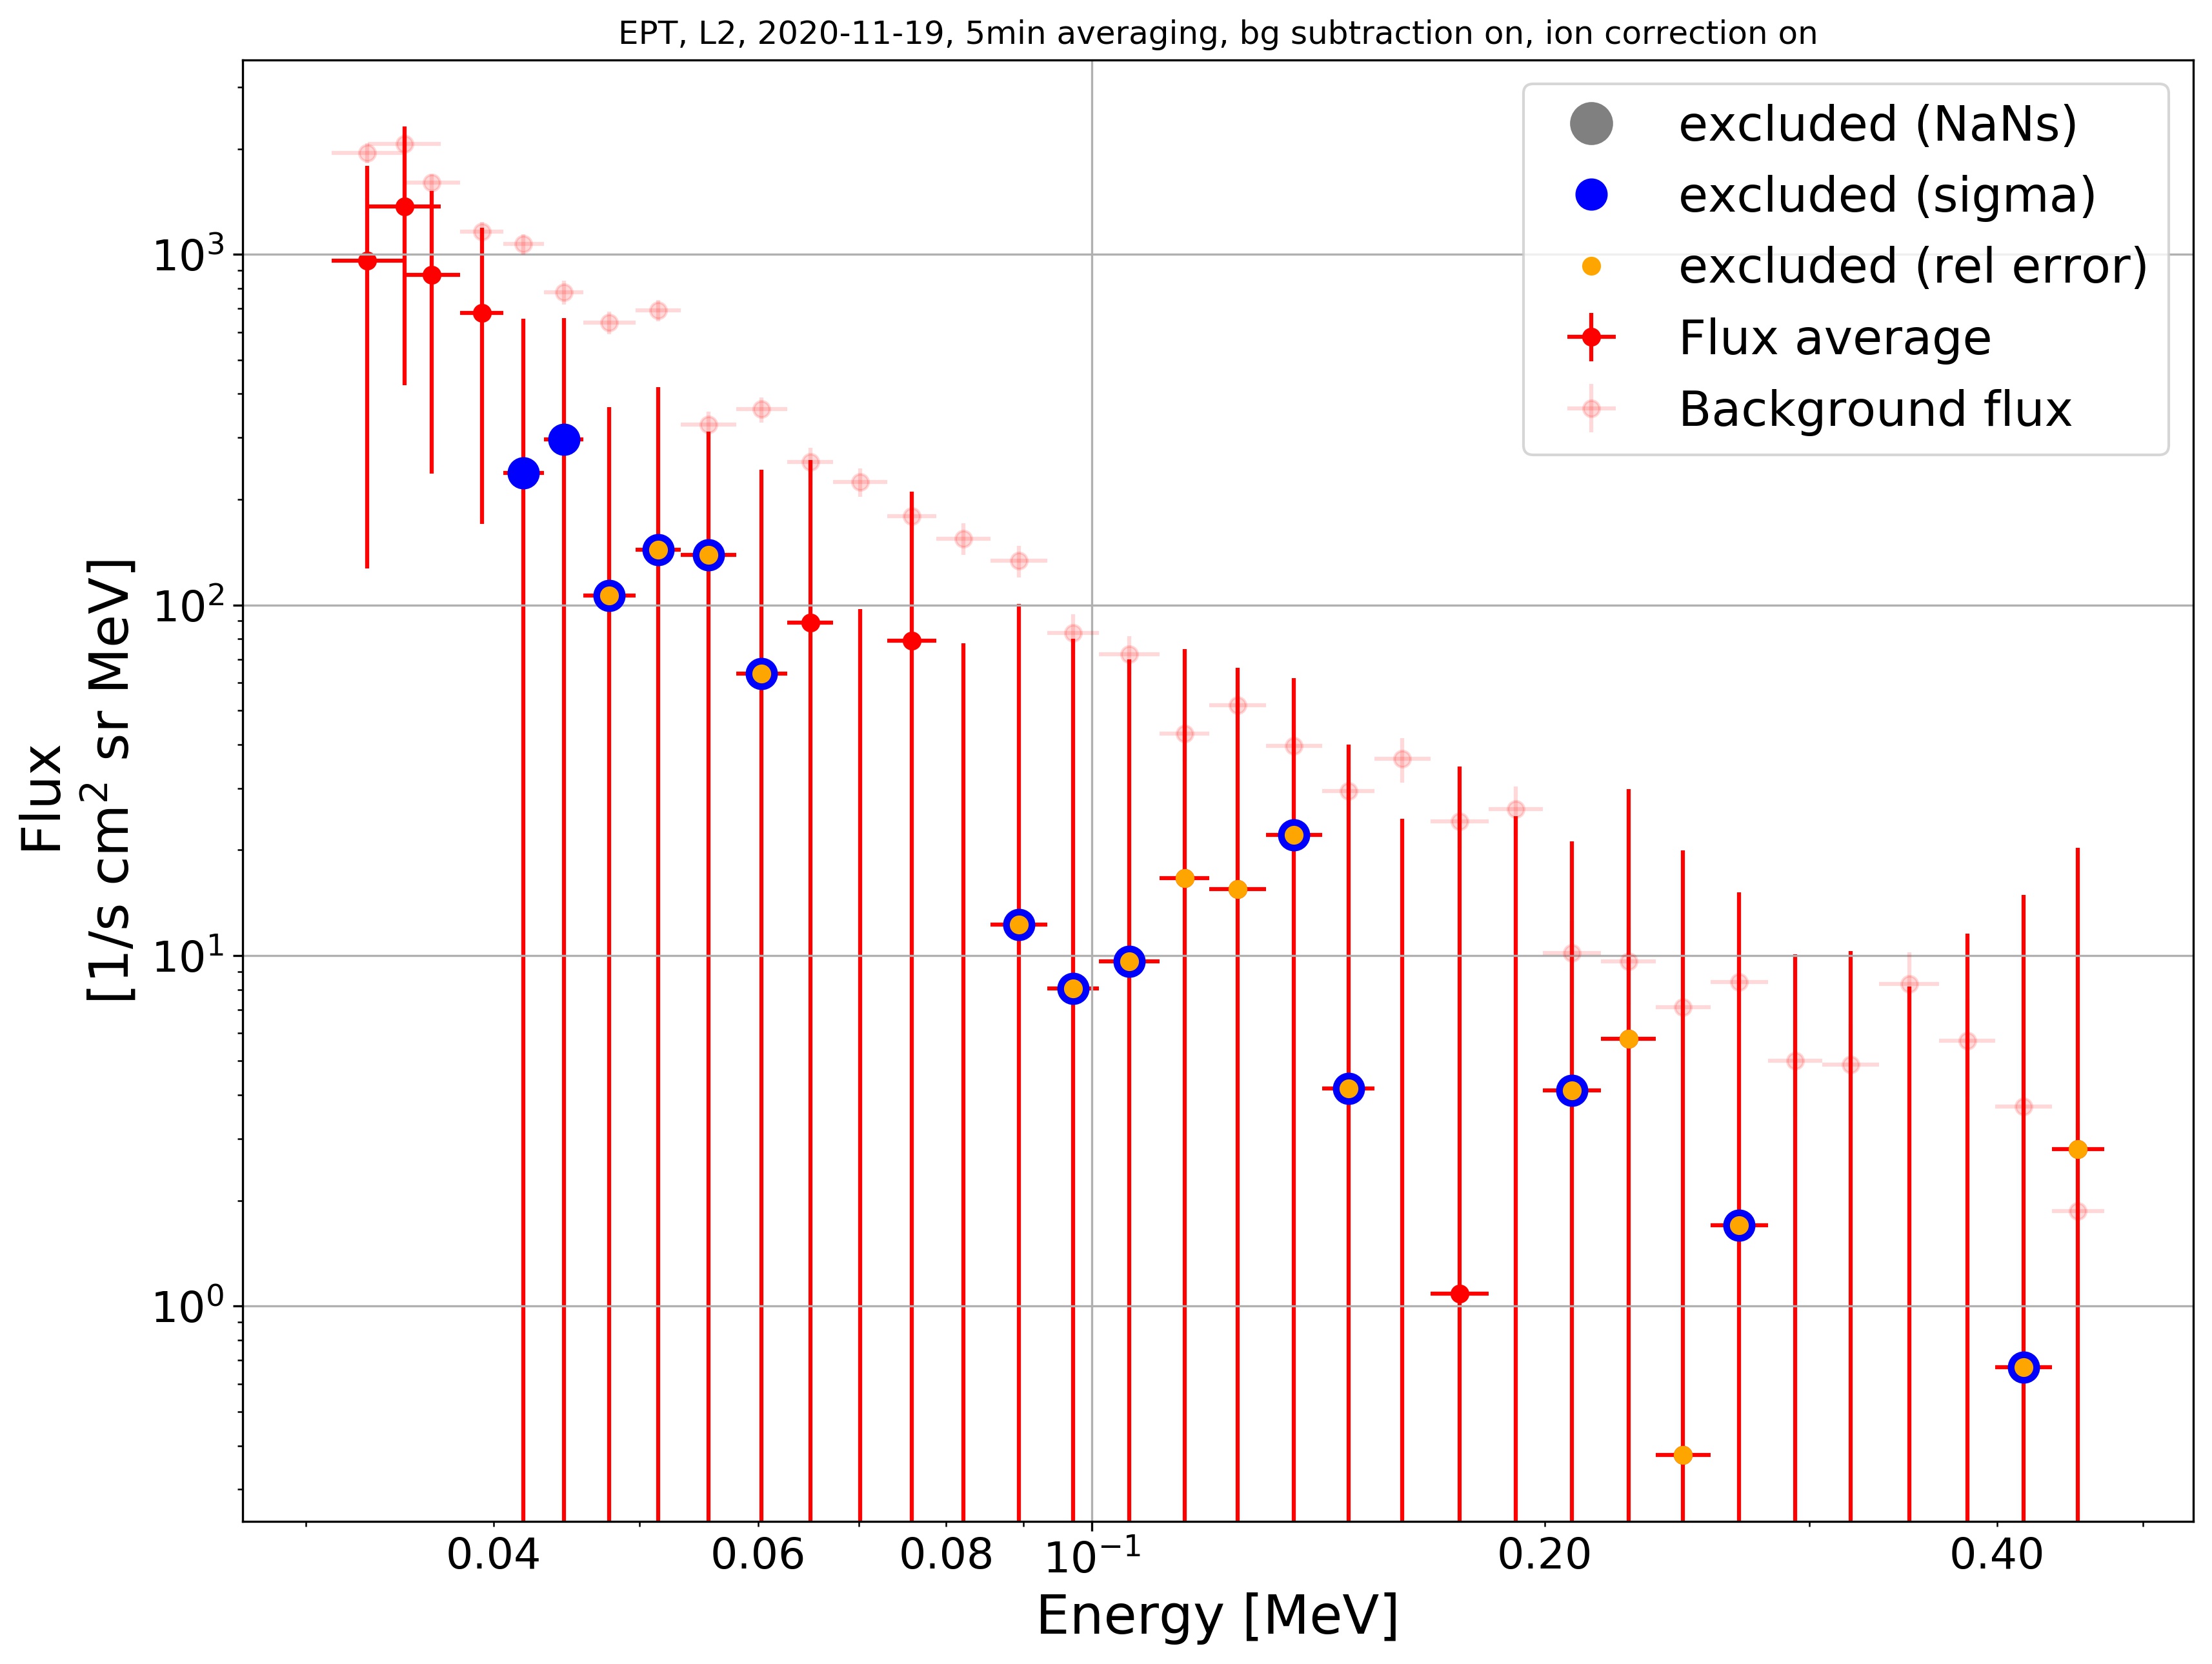 EPT, L2, 2020-11-19, 5min averaging, bg subtraction on, ion correction on
excluded (NaNs)
excluded (sigma)
excluded (rel error)
Flux average
Background flux
Flux
[1/s cm² sr MeV]
10³
10²
10¹
10⁰
0.04
0.06
0.08
10⁻¹
0.20
0.40
Energy [MeV]